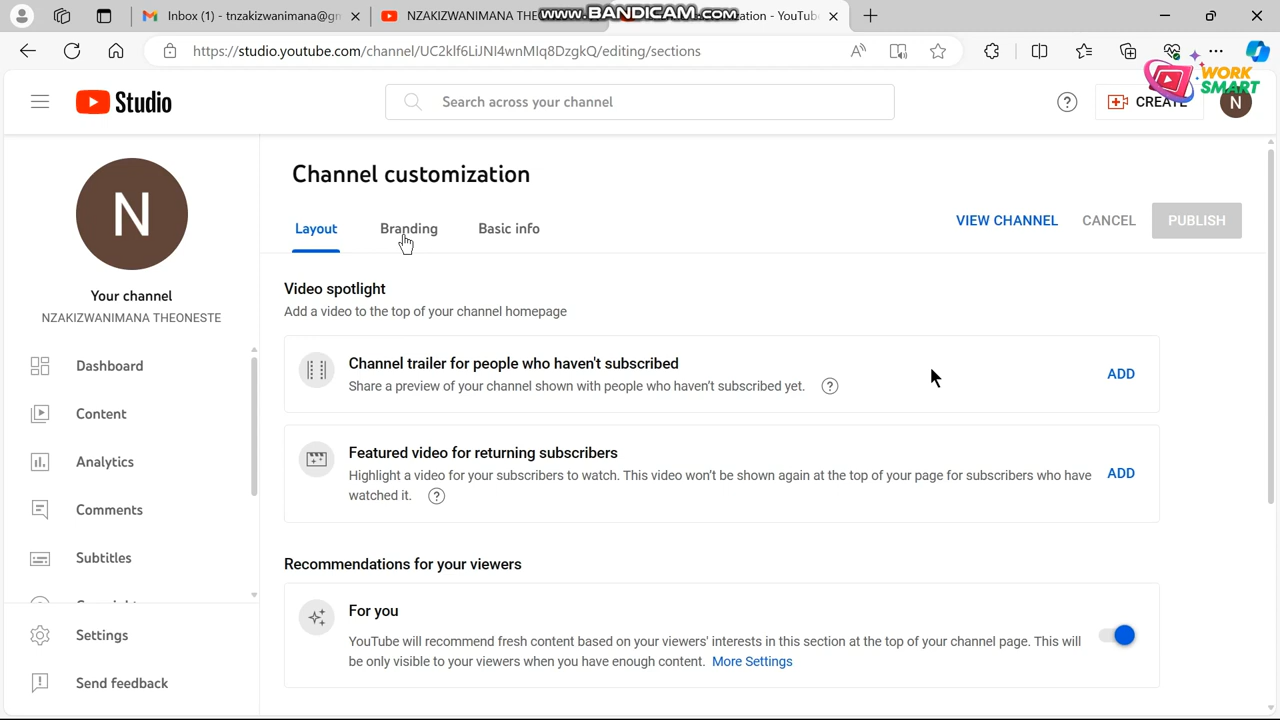 www.BANDICAM.com
Inbox (1) - tnzakizwanimana@gm
NZAKIZWANIMANA THE
ization - YouTub
https://studio.youtube.com/channel/UC2klf6LiJNI4wnMIq8DzgkQ/editing/sections
WORK
SMART
Studio
Search across your channel
CREATE
N
Channel customization
N
Layout
Branding
Basic info
VIEW CHANNEL
CANCEL
PUBLISH
Your channel
NZAKIZWANIMANA THEONESTE
Video spotlight
Add a video to the top of your channel homepage
Channel trailer for people who haven't subscribed
Share a preview of your channel shown with people who haven't subscribed yet.
ADD
Featured video for returning subscribers
Highlight a video for your subscribers to watch. This video won't be shown again at the top of your page for subscribers who have
watched it.
ADD
Recommendations for your viewers
For you
YouTube will recommend fresh content based on your viewers' interests in this section at the top of your channel page. This will
be only visible to your viewers when you have enough content. More Settings
Dashboard
Content
Analytics
Comments
Subtitles
Settings
Send feedback